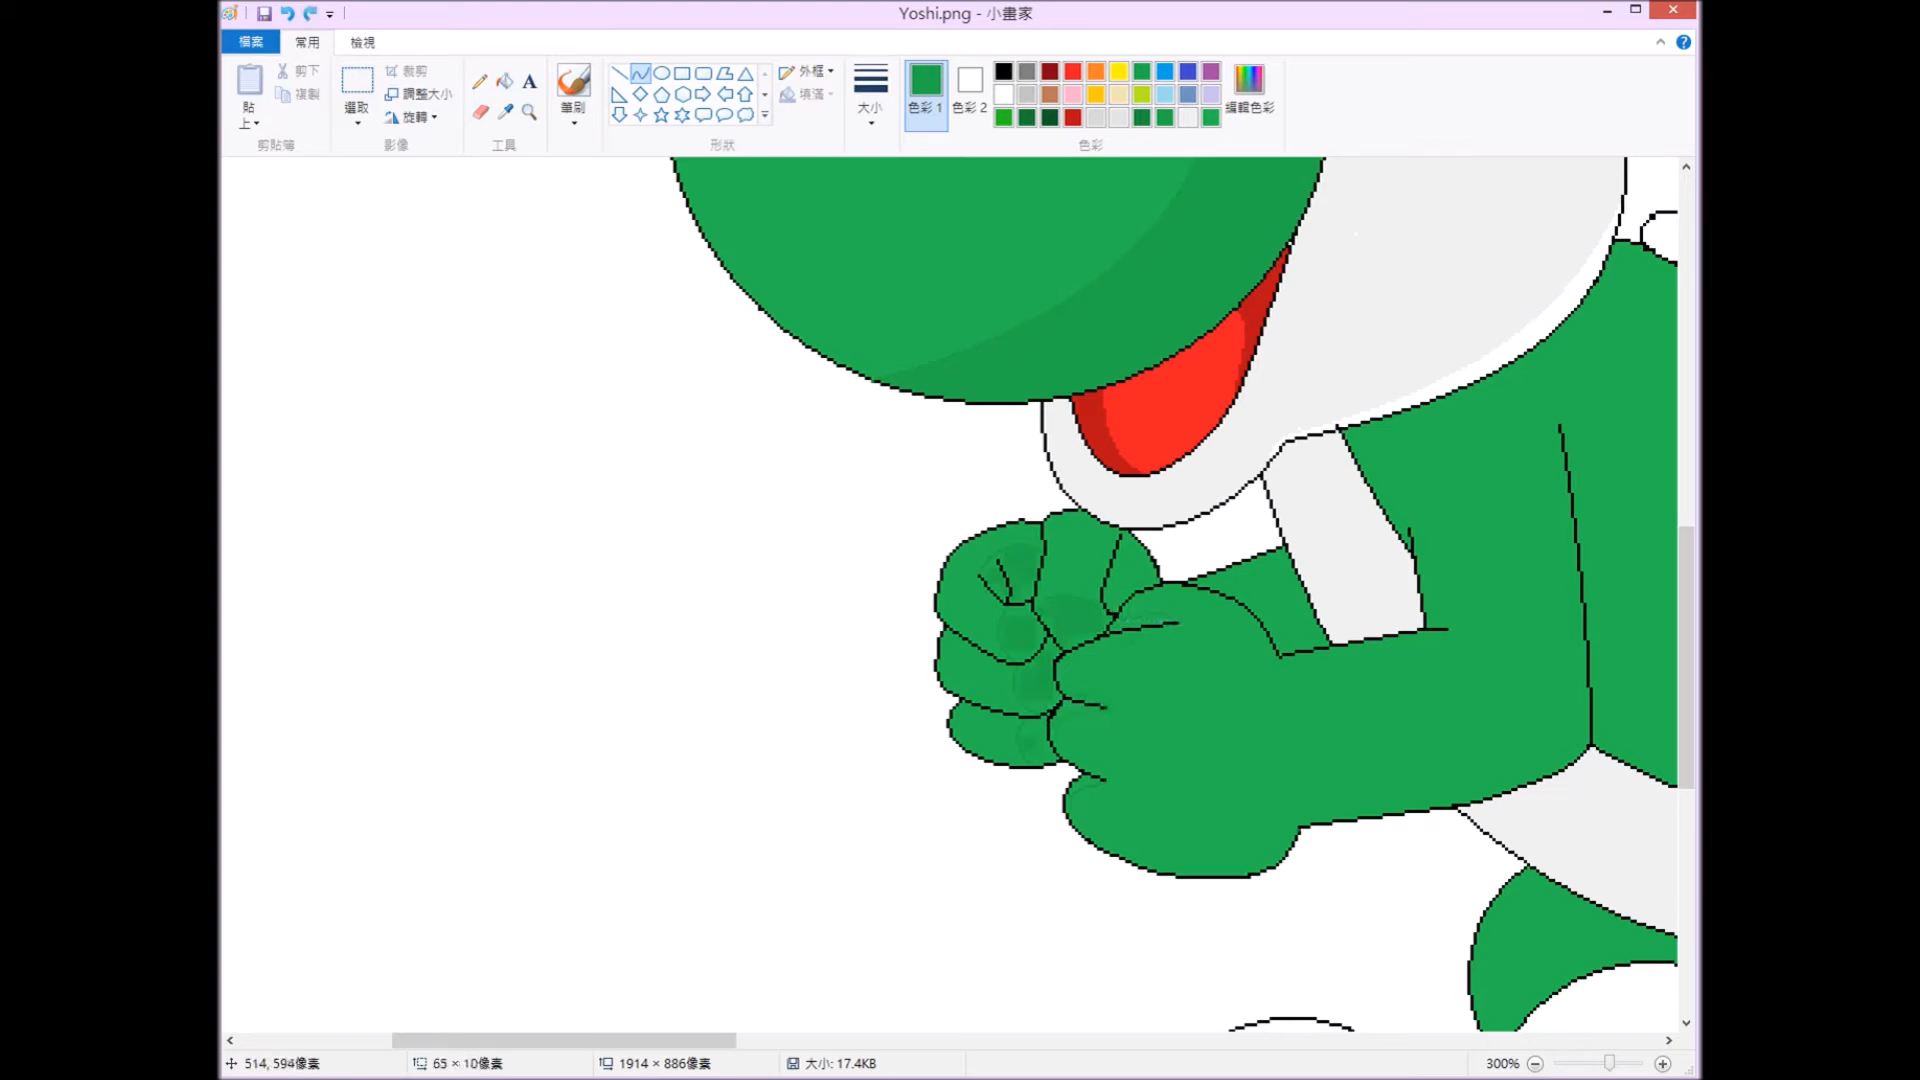 Yoshi.png - 小畫家
檔案 常用 檢視
貼上 剪下 複製
剪貼簿
選取 裁剪 調整大小 旋轉
影像
A
工具
筆刷
外框 填滿
形狀
大小
色彩 1 色彩 2 編輯色彩
色彩
514, 594像素 65 × 10像素 1914 × 886像素 大小: 17.4KB 300%